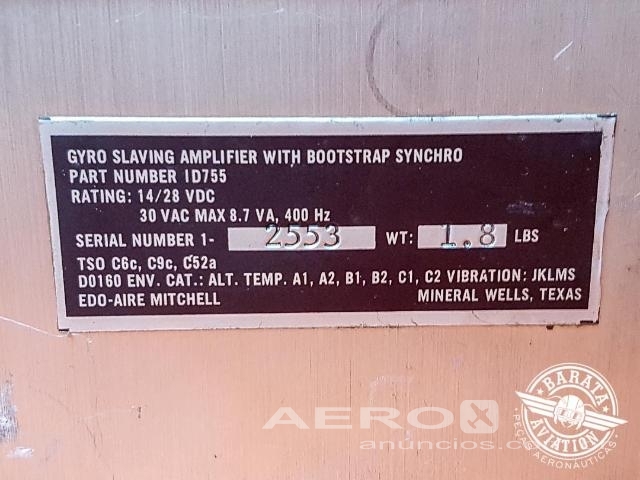 GYRO SLAVING AMPLIFIER WITH BOOTSTRAP SYNCHRO
PART NUMBER 1D755
RATING: 14/28 VDC
30 VAC MAX 8.7 VA, 400 Hz
SERIAL NUMBER 1- 2553 WT: 1.8 LBS
TSO C6c, C9c, C52a
D0160 ENV. CAT.: ALT. TEMP. A1, A2, B1, B2, C1, C2 VIBRATION: JKLMS
EDO-AIRE MITCHELL MINERAL WELLS, TEXAS
AEROX
anúncios.c
BARATA
AVIATION
PEÇAS AERONÁUTICAS